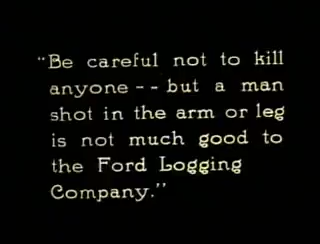 "Be careful not to kill
anyone -- but a man
shot in the arm or leg
is not much good to
the Ford Logging
Company."